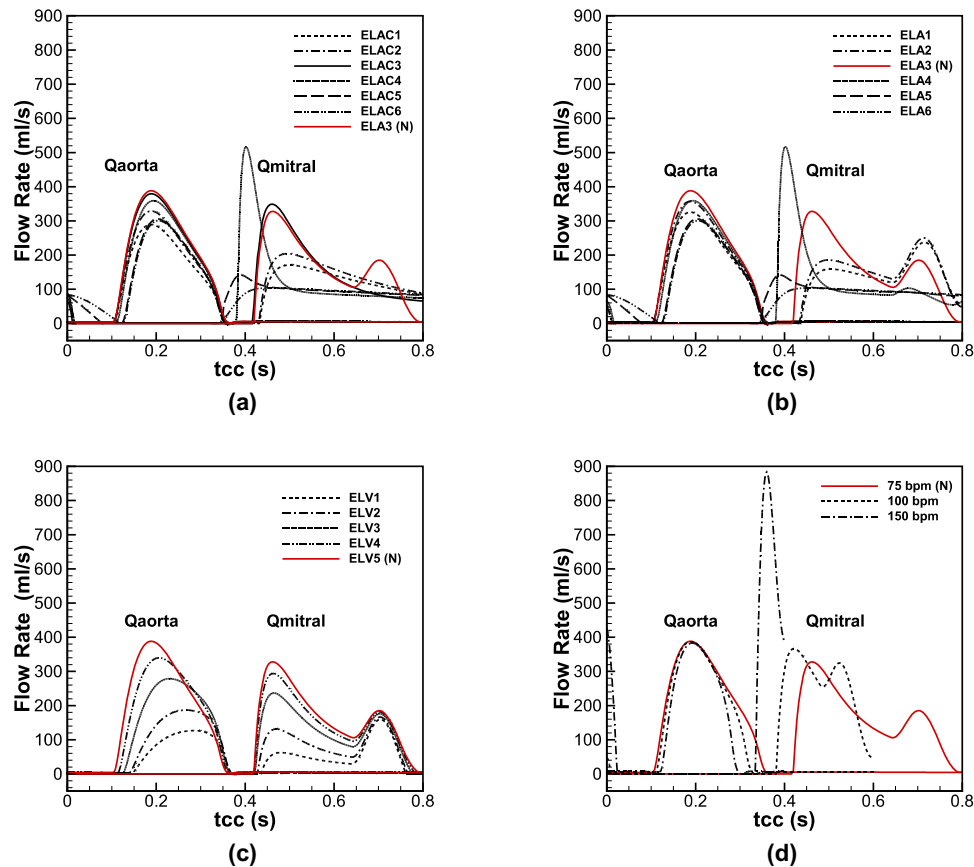 900
800
700
600
500
400
300
200
100
0
Flow Rate (ml/s)
ELAC1
ELAC2
ELAC3
ELAC4
ELAC5
ELAC6
ELA3 (N)
Qaorta
Qmitral
0
0.2
0.4
0.6
0.8
tcc (s)
(a)
900
800
700
600
500
400
300
200
100
0
Flow Rate (ml/s)
ELA1
ELA2
ELA3 (N)
ELA4
ELA5
ELA6
Qaorta
Qmitral
0
0.2
0.4
0.6
0.8
tcc (s)
(b)
900
800
700
600
500
400
300
200
100
0
Flow Rate (ml/s)
ELV1
ELV2
ELV3
ELV4
ELV5 (N)
Qaorta
Qmitral
0
0.2
0.4
0.6
0.8
tcc (s)
(c)
900
800
700
600
500
400
300
200
100
0
Flow Rate (ml/s)
75 bpm (N)
100 bpm
150 bpm
Qaorta
Qmitral
0
0.2
0.4
0.6
0.8
tcc (s)
(d)